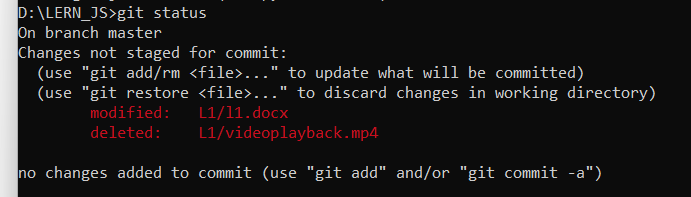 D:\LERN_JS>git status
On branch master
Changes not staged for commit:
  (use "git add/rm <file>..." to update what will be committed)
  (use "git restore <file>..." to discard changes in working directory)
        modified:   L1/l1.docx
        deleted:    L1/videoplayback.mp4
no changes added to commit (use "git add" and/or "git commit -a")